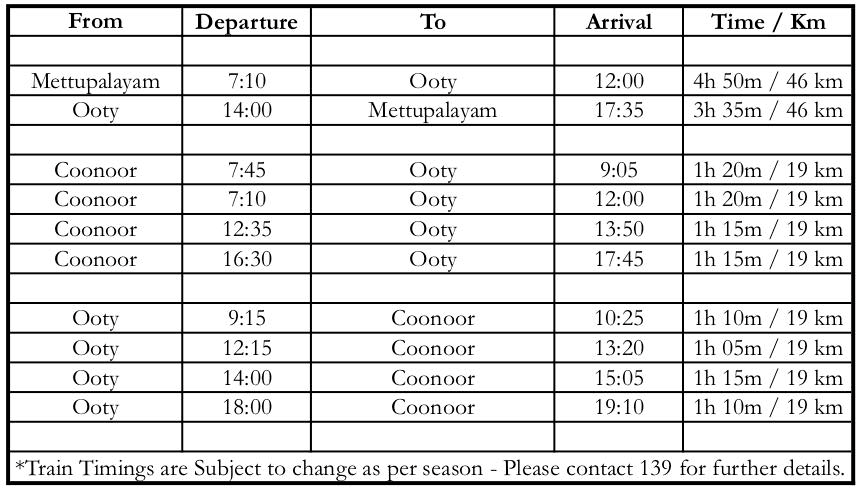 From Departure To Arrival Time / Km
Mettupalayam 7:10 Ooty 12:00 4h 50m / 46 km
Ooty 14:00 Mettupalayam 17:35 3h 35m / 46 km
Coonoor 7:45 Ooty 9:05 1h 20m / 19 km
Coonoor 7:10 Ooty 12:00 1h 20m / 19 km
Coonoor 12:35 Ooty 13:50 1h 15m / 19 km
Coonoor 16:30 Ooty 17:45 1h 15m / 19 km
Ooty 9:15 Coonoor 10:25 1h 10m / 19 km
Ooty 12:15 Coonoor 13:20 1h 05m / 19 km
Ooty 14:00 Coonoor 15:05 1h 15m / 19 km
Ooty 18:00 Coonoor 19:10 1h 10m / 19 km
*Train Timings are Subject to change as per season - Please contact 139 for further details.